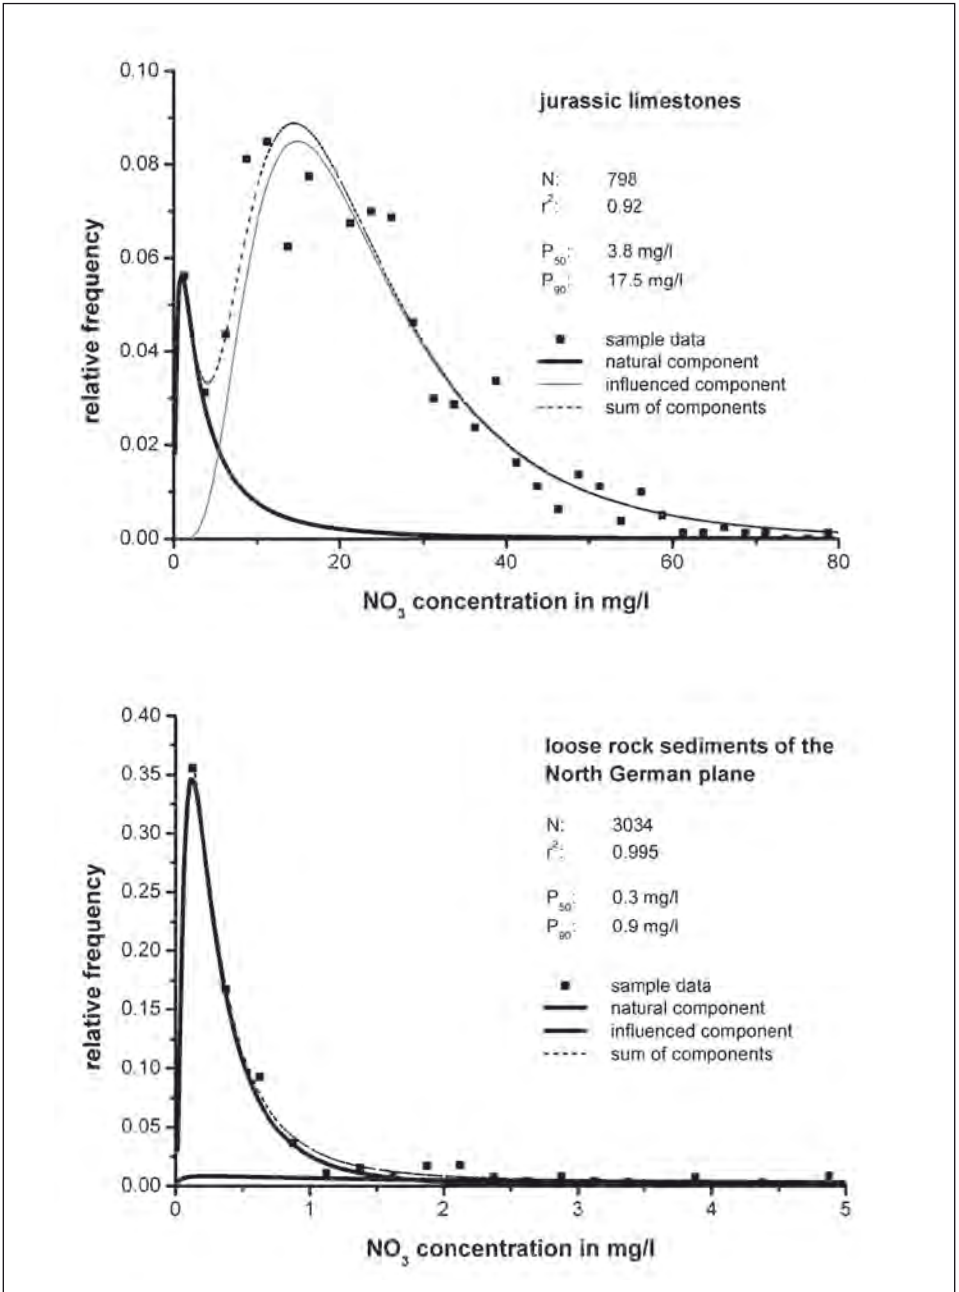 0.10
0.08
0.06
0.04
0.02
0.00
relative frequency
jurassic limestones
N: 798
r²: 0.92
P₅₀: 3.8 mg/l
P₉₀: 17.5 mg/l
sample data
natural component
influenced component
sum of components
0 20 40 60 80
NO₃ concentration in mg/l
0.40
0.35
0.30
0.25
0.20
0.15
0.10
0.05
0.00
relative frequency
loose rock sediments of the
North German plane
N: 3034
r²: 0.995
P₅₀: 0.3 mg/l
P₉₀: 0.9 mg/l
sample data
natural component
influenced component
sum of components
0 1 2 3 4 5
NO₃ concentration in mg/l